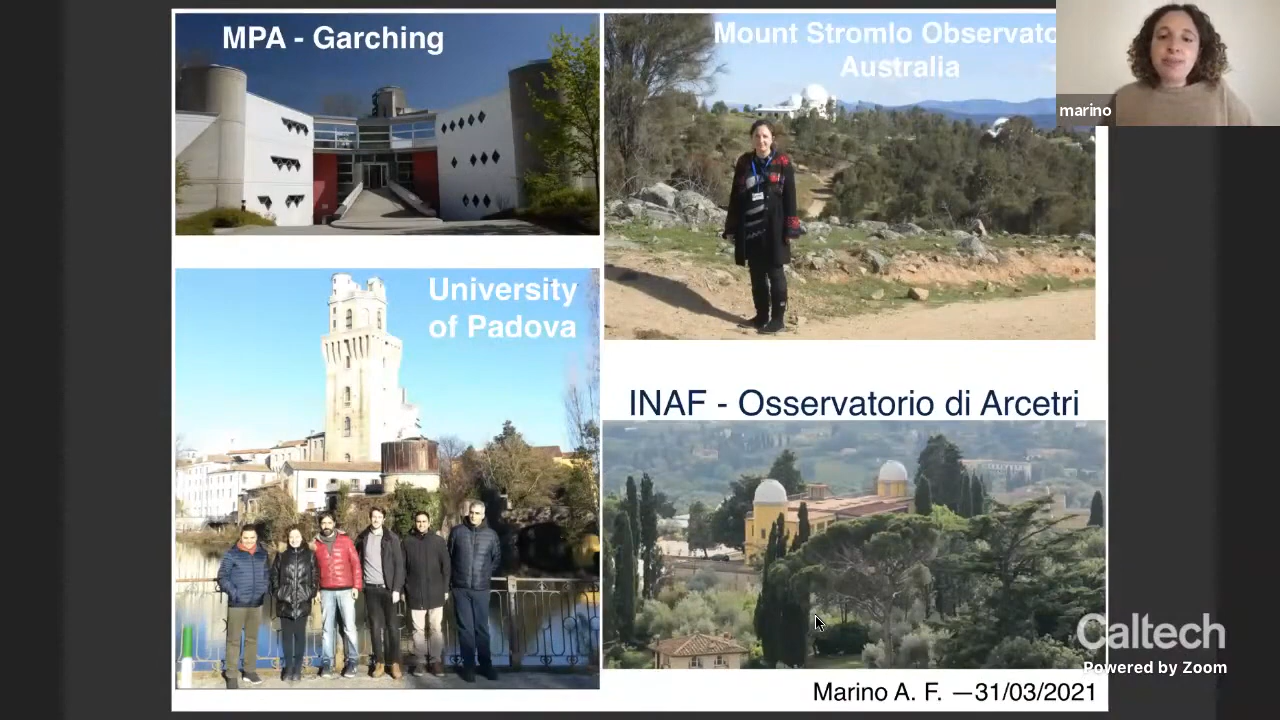 MPA - Garching
Mount Stromlo Observato
Australia
marino
University
of Padova
INAF - Osservatorio di Arcetri
Caltech
Powered by Zoom
Marino A. F. —31/03/2021